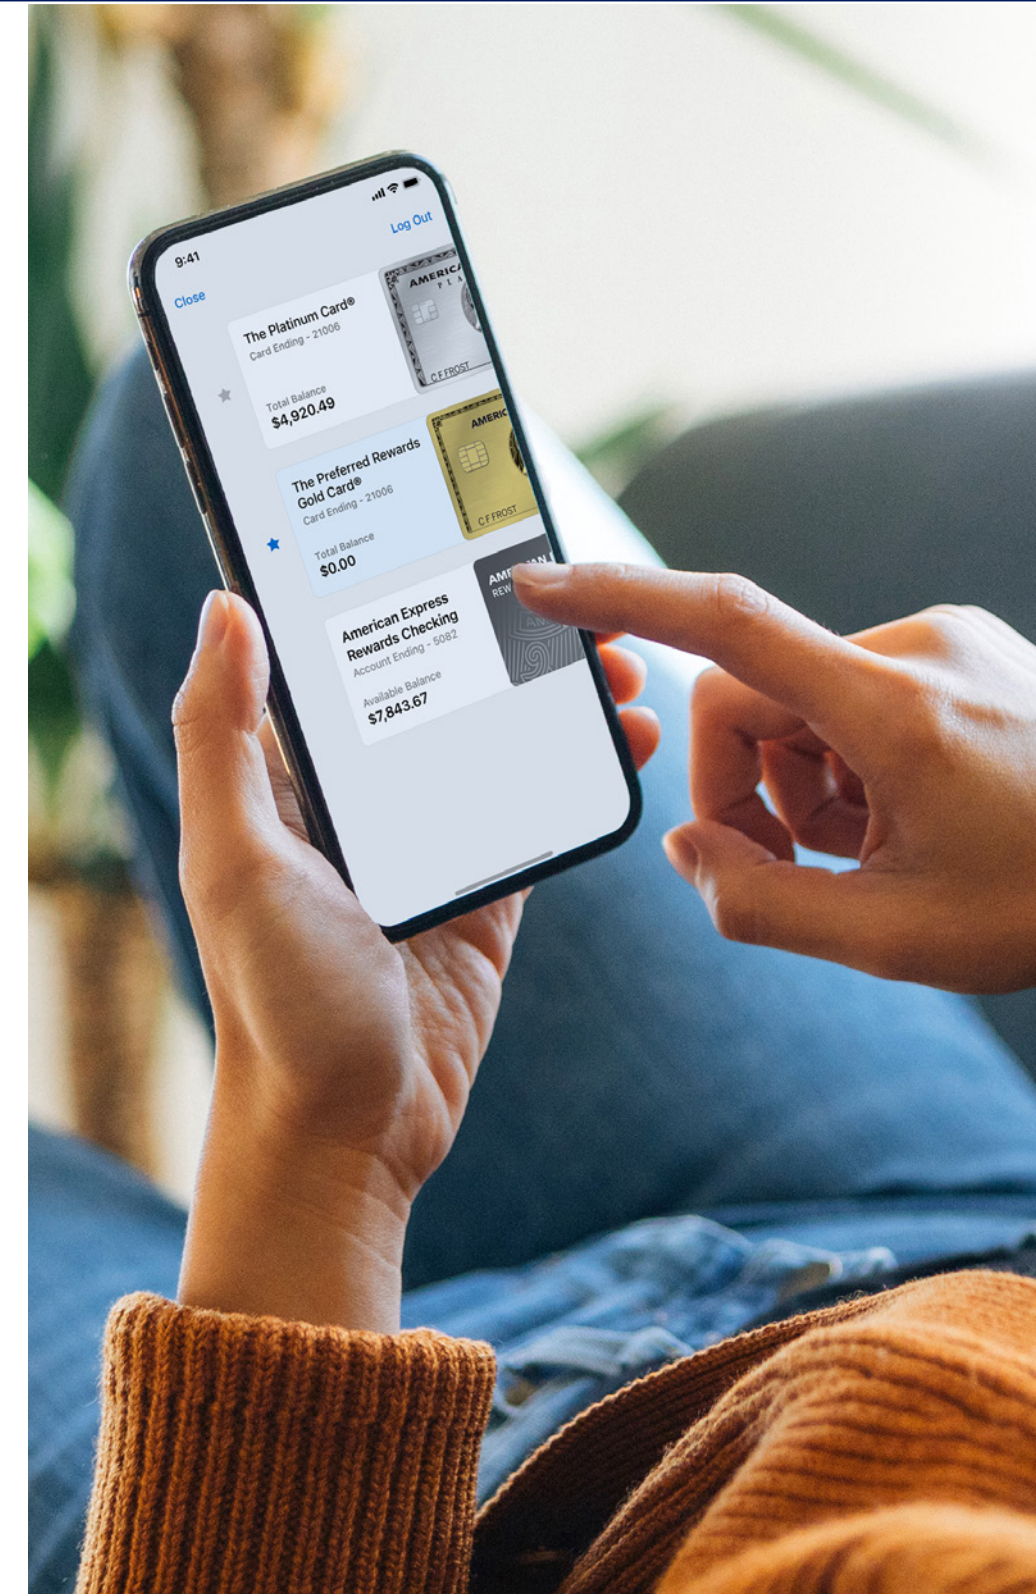 9:41
Log Out
Close
The Platinum Card®
Card Ending - 21006
Total Balance
$4,920.49
C F FROST
The Preferred Rewards
Gold Card®
Card Ending - 21006
Total Balance
$0.00
C F FROST
American Express
Rewards Checking
Account Ending - 5082
Available Balance
$7,843.67